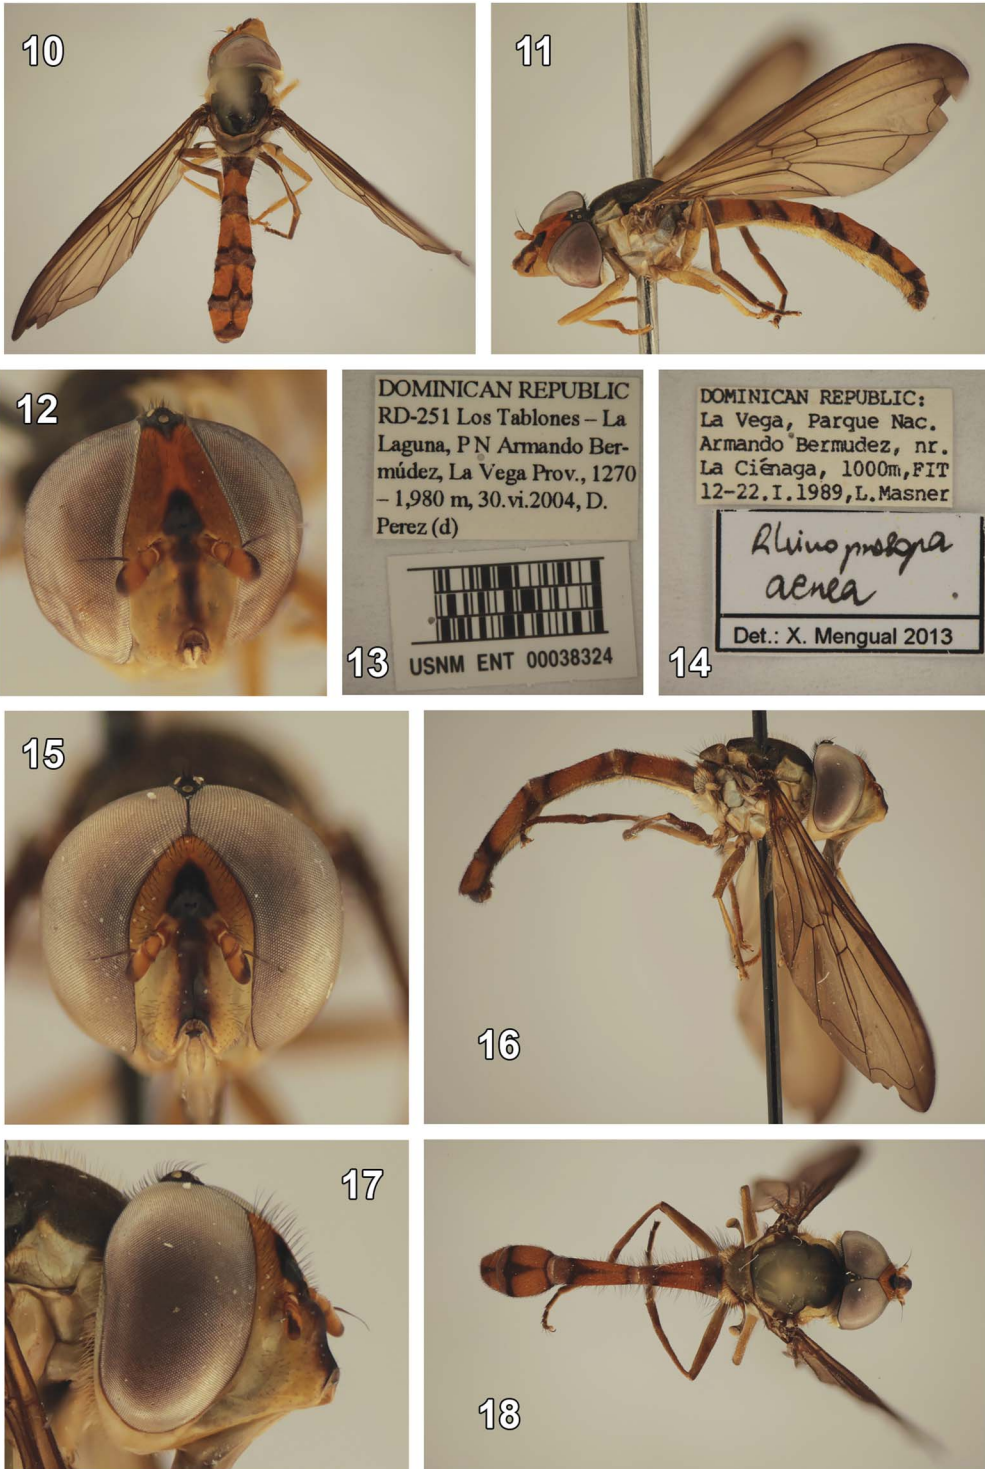 10
11
12
DOMINICAN REPUBLIC
RD-251 Los Tablones – La
Laguna, P N Armando Ber-
múdez, La Vega Prov., 1270
– 1,980 m, 30.vi.2004, D.
Perez (d)
USNM ENT 00038324
13
DOMINICAN REPUBLIC:
La Vega, Parque Nac.
Armando Bermudez, nr.
La Ciénaga, 1000m,FIT
12-22.I.1989,L.Masner
Rhinoprosopa
aenea
Det.: X. Mengual 2013
14
15
16
17
18